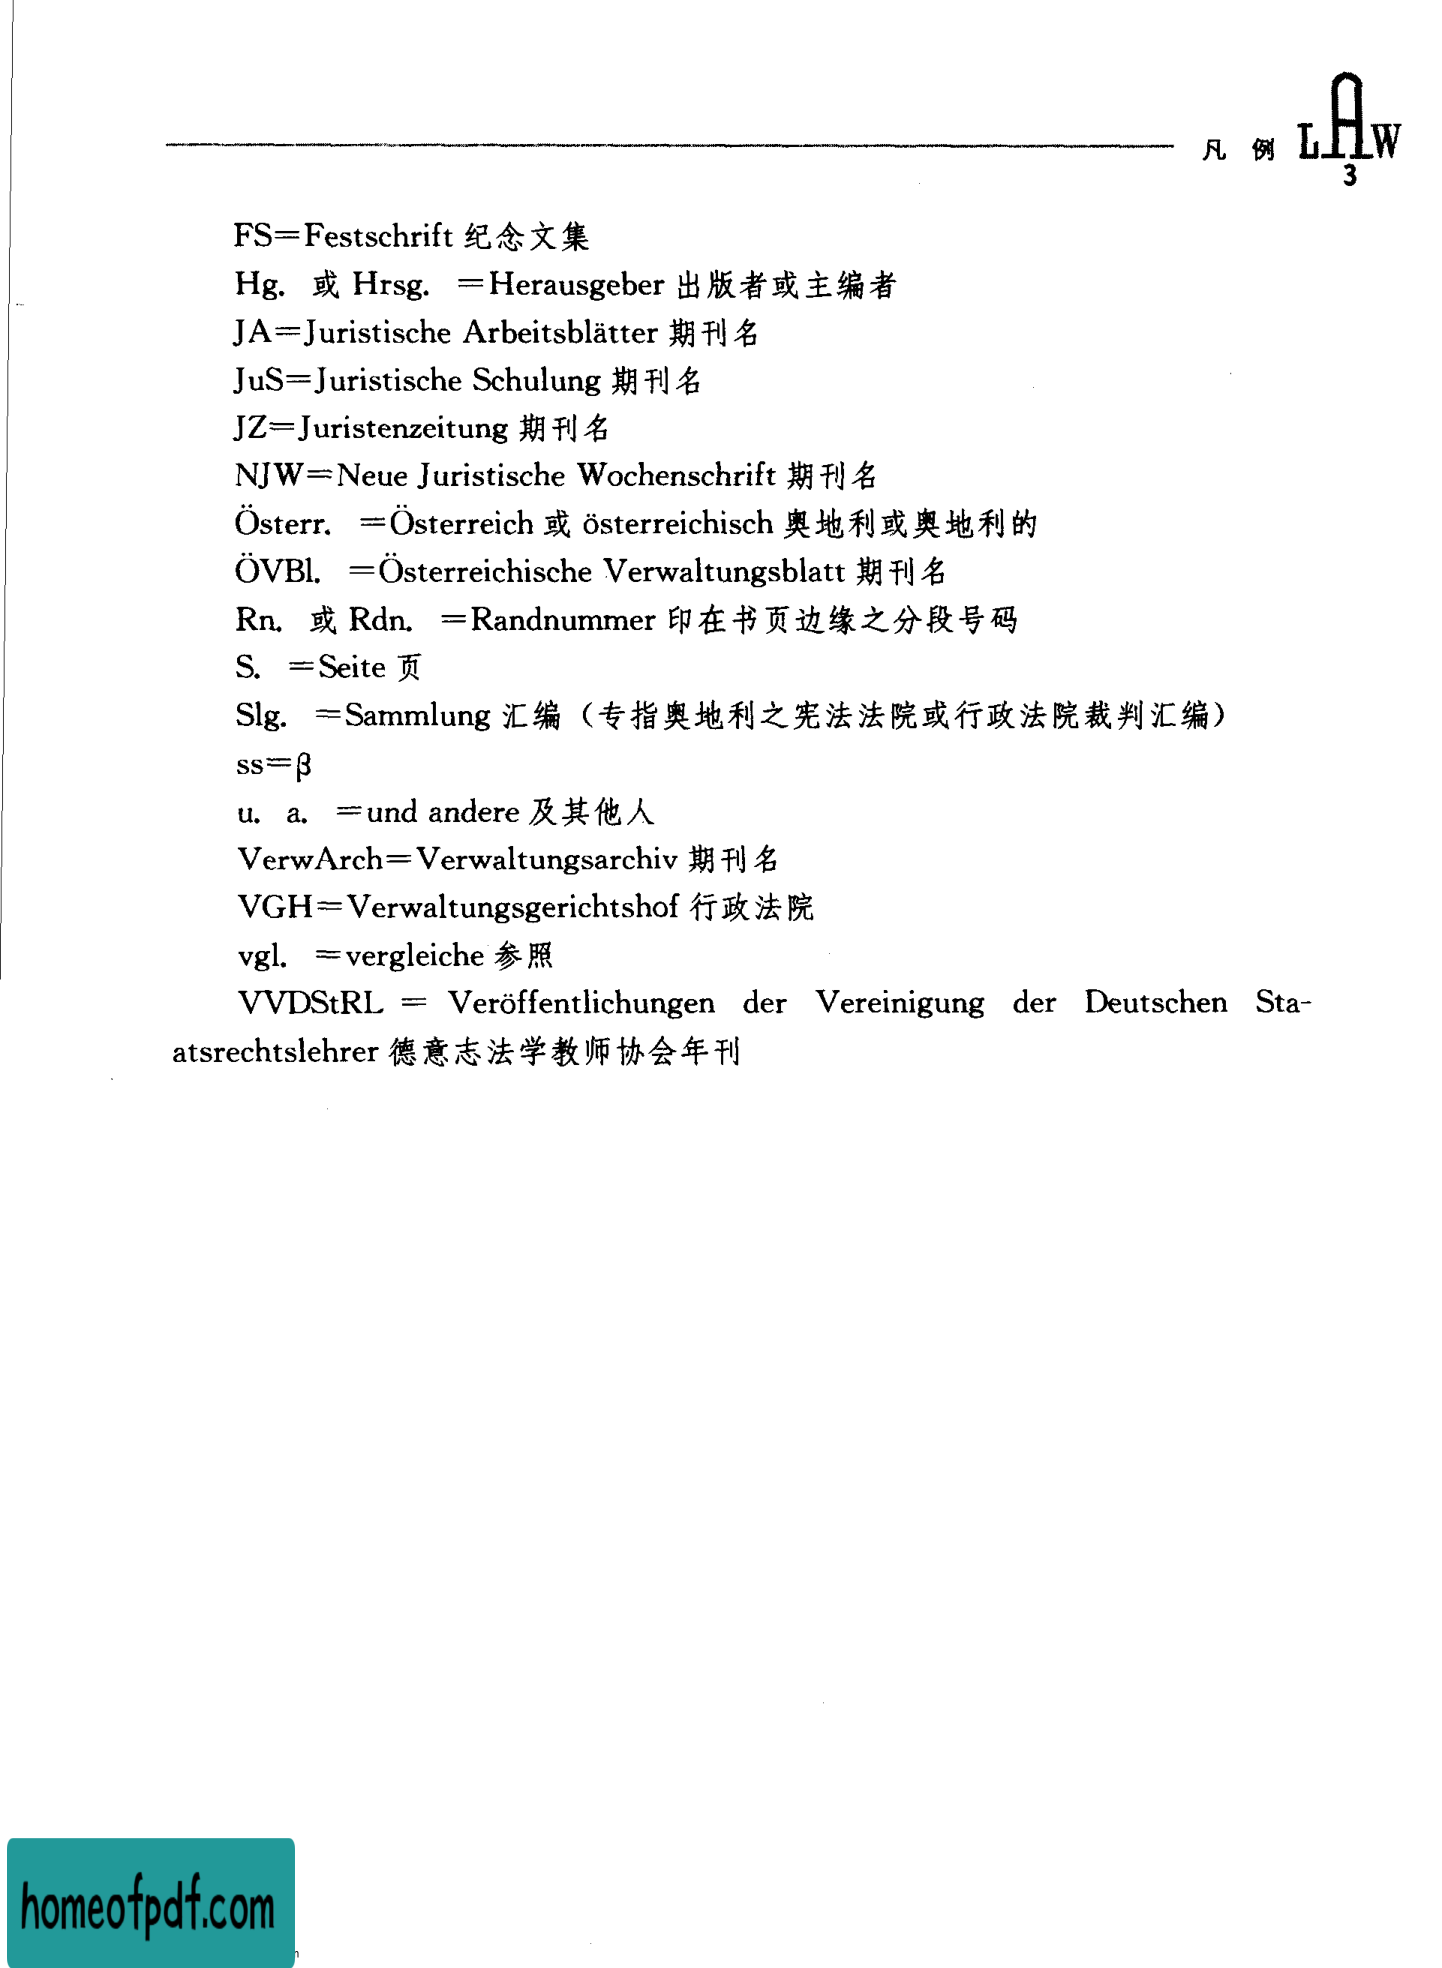 凡 例 LAW
3
FS=Festschrift 纪念文集
Hg. 或 Hrsg. =Herausgeber 出版者或主编者
JA=Juristische Arbeitsblätter 期刊名
JuS=Juristische Schulung 期刊名
JZ=Juristenzeitung 期刊名
NJW=Neue Juristische Wochenschrift 期刊名
Österr. =Österreich 或 österreichisch 奥地利或奥地利的
ÖVBl. =Österreichische Verwaltungsblatt 期刊名
Rn. 或 Rdn. =Randnummer 印在书页边缘之分段号码
S. =Seite 页
Slg. =Sammlung 汇编（专指奥地利之宪法法院或行政法院裁判汇编）
ss=β
u. a. =und andere 及其他人
VerwArch=Verwaltungsarchiv 期刊名
VGH=Verwaltungsgerichtshof 行政法院
vgl. =vergleiche 参照
VVDStRL = Veröffentlichungen der Vereinigung der Deutschen Sta-
atsrechtslehrer 德意志法学教师协会年刊
homeofpdf.com